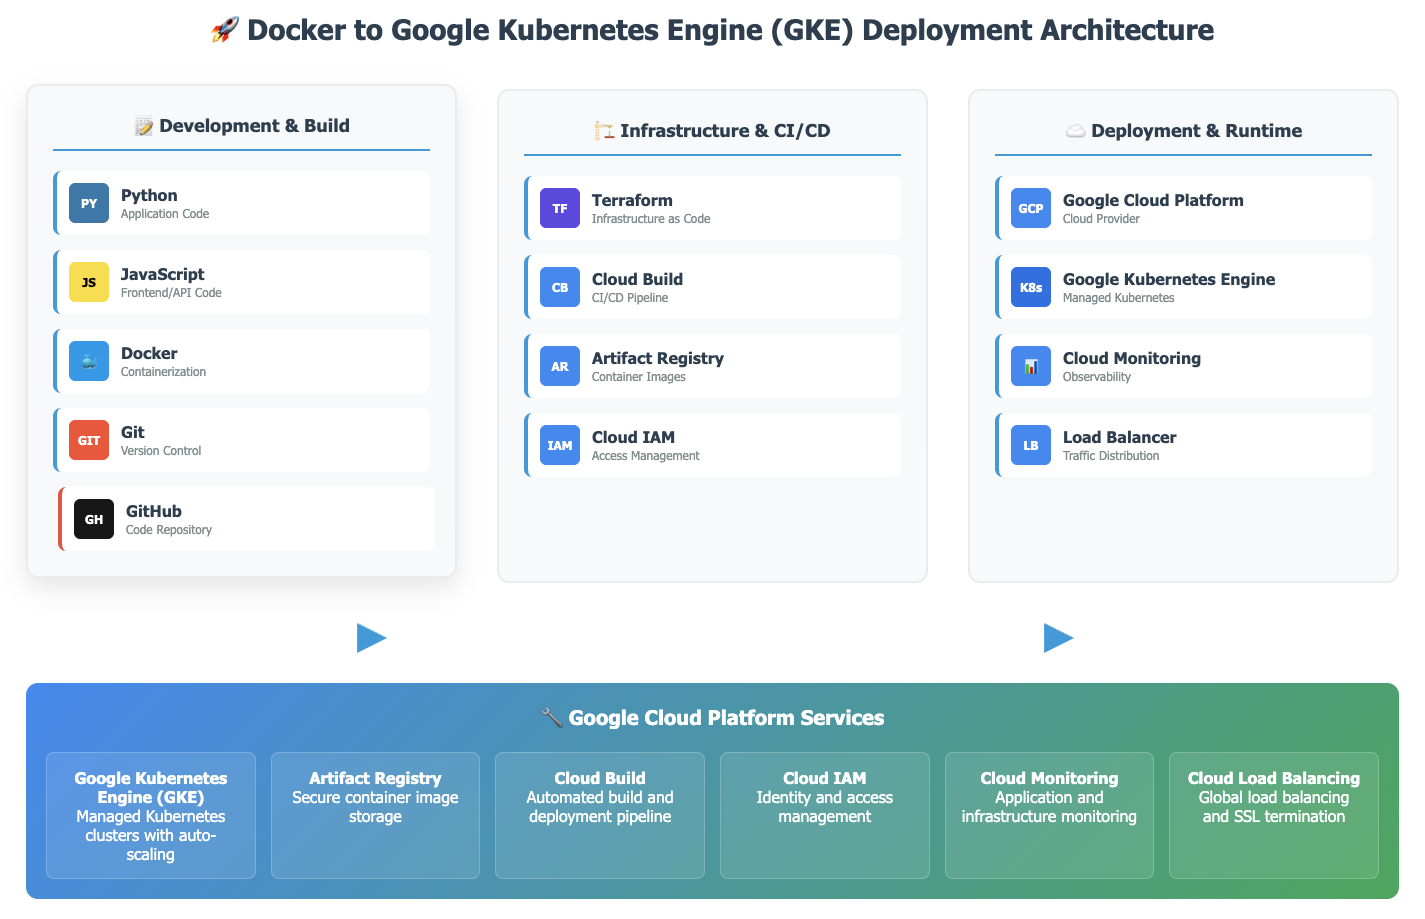 🚀 Docker to Google Kubernetes Engine (GKE) Deployment Architecture
📝 Development & Build
PY
Python
Application Code
JS
JavaScript
Frontend/API Code
🐳
Docker
Containerization
GIT
Git
Version Control
GH
GitHub
Code Repository
🏗️ Infrastructure & CI/CD
TF
Terraform
Infrastructure as Code
CB
Cloud Build
CI/CD Pipeline
AR
Artifact Registry
Container Images
IAM
Cloud IAM
Access Management
☁️ Deployment & Runtime
GCP
Google Cloud Platform
Cloud Provider
K8s
Google Kubernetes Engine
Managed Kubernetes
📊
Cloud Monitoring
Observability
LB
Load Balancer
Traffic Distribution
🔧 Google Cloud Platform Services
Google Kubernetes
Engine (GKE)
Managed Kubernetes
clusters with auto-
scaling
Artifact Registry
Secure container image
storage
Cloud Build
Automated build and
deployment pipeline
Cloud IAM
Identity and access
management
Cloud Monitoring
Application and
infrastructure monitoring
Cloud Load Balancing
Global load balancing
and SSL termination